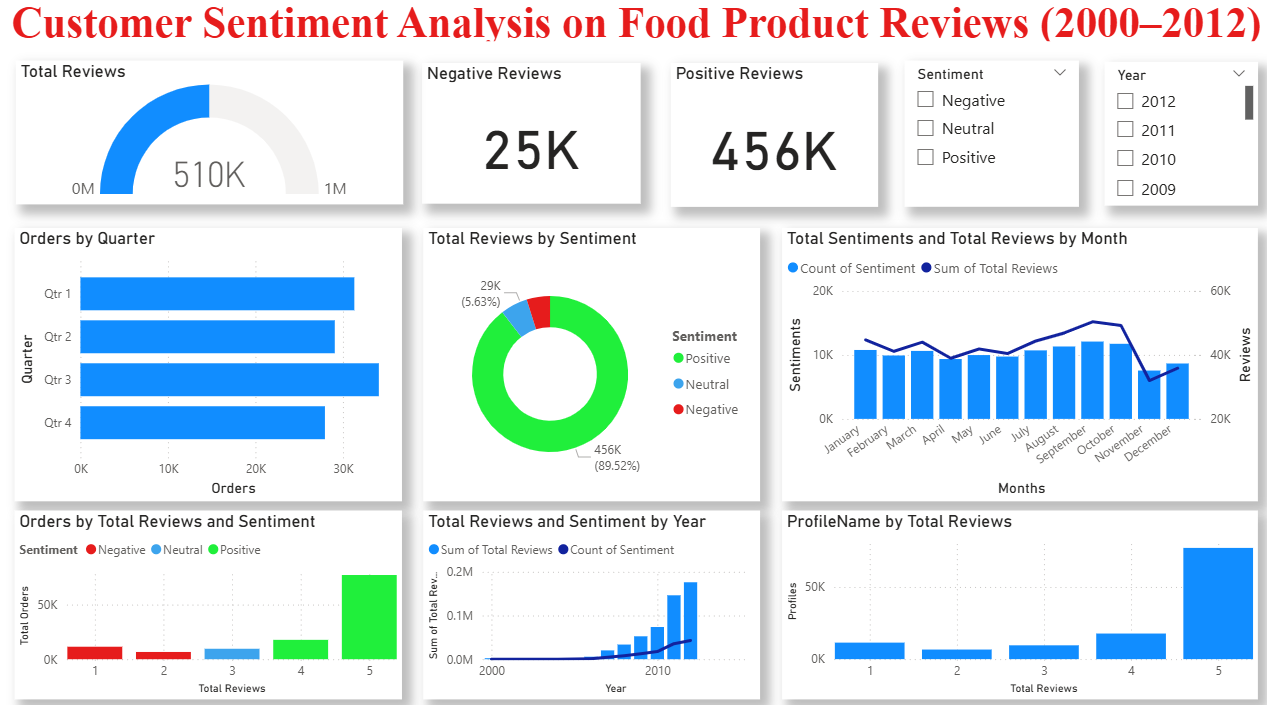 Customer Sentiment Analysis on Food Product Reviews (2000–2012)
Total Reviews
510K
0M
1M
Negative Reviews
25K
Positive Reviews
456K
Sentiment
Negative
Neutral
Positive
Year
2012
2011
2010
2009
Orders by Quarter
Quarter
Qtr 1
Qtr 2
Qtr 3
Qtr 4
0K 10K 20K 30K
Orders
Total Reviews by Sentiment
29K
(5.63%)
456K
(89.52%)
Sentiment
Positive
Neutral
Negative
Total Sentiments and Total Reviews by Month
Count of Sentiment Sum of Total Reviews
Sentiments
20K
10K
0K
60K
40K
20K
Reviews
January February March April May June July August September October November December
Months
Orders by Total Reviews and Sentiment
Sentiment Negative Neutral Positive
Total Orders
50K
0K
1 2 3 4 5
Total Reviews
Total Reviews and Sentiment by Year
Sum of Total Reviews Count of Sentiment
Sum of Total Rev...
0.2M
0.1M
0.0M
2000 2010
Year
ProfileName by Total Reviews
Profiles
50K
0K
1 2 3 4 5
Total Reviews